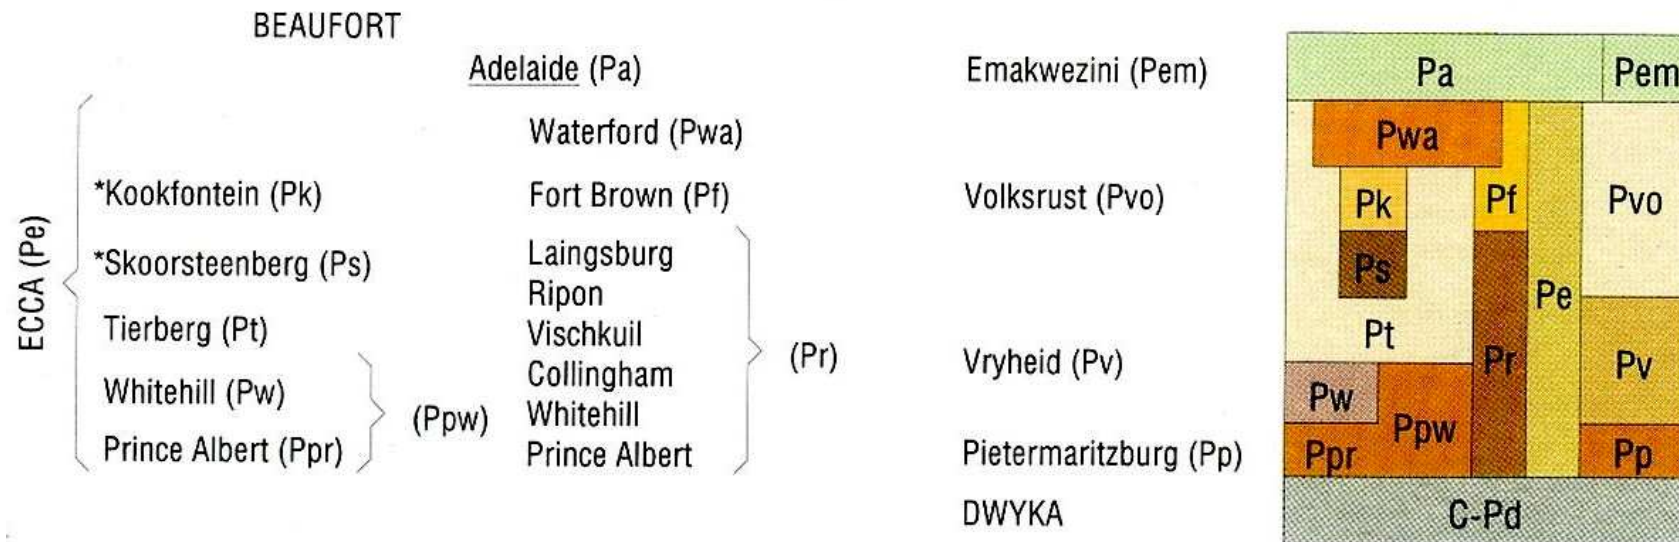 BEAUFORT
Adelaide (Pa)
Emakwezini (Pem)
Waterford (Pwa)
ECCA (Pe)
*Kookfontein (Pk)
Fort Brown (Pf)
Volksrust (Pvo)
*Skoorsteenberg (Ps)
Laingsburg
Ripon
Tierberg (Pt)
Vischkuil
(Pr)
Vryheid (Pv)
Whitehill (Pw)
Collingham
(Ppw)
Whitehill
Prince Albert (Ppr)
Prince Albert
Pietermaritzburg (Pp)
DWYKA
Pa
Pem
Pwa
Pk
Pf
Pvo
Ps
Pe
Pt
Pr
Pv
Pw
Ppw
Ppr
Pp
C-Pd